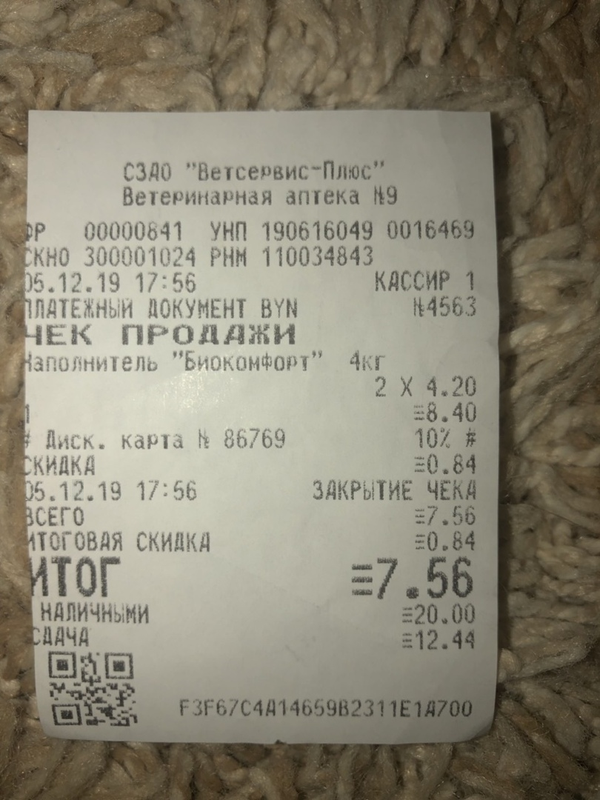 СЗАО "Ветсервис-Плюс"
Ветеринарная аптека №9
ФР 00000841 УНП 190616049 0016469
СКНО 300001024 РНМ 110034843
05.12.19 17:56 КАССИР 1
ПЛАТЕЖНЫЙ ДОКУМЕНТ BYN №4563
ЧЕК ПРОДАЖИ
Наполнитель "Биокомфорт" 4кг
2 X 4.20
1 ≡8.40
# Диск. карта № 86769 10% #
СКИДКА ≡0.84
05.12.19 17:56 ЗАКРЫТИЕ ЧЕКА
ВСЕГО ≡7.56
ИТОГОВАЯ СКИДКА ≡0.84
ИТОГ ≡7.56
НАЛИЧНЫМИ ≡20.00
СДАЧА ≡12.44
F3F67C4A14659B2311E1A700